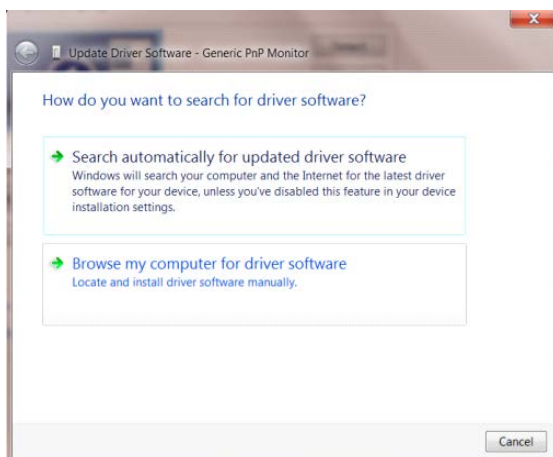 Update Driver Software - Generic PnP Monitor
How do you want to search for driver software?
Search automatically for updated driver software
Windows will search your computer and the Internet for the latest driver
software for your device, unless you've disabled this feature in your device
installation settings.
Browse my computer for driver software
Locate and install driver software manually.
Cancel